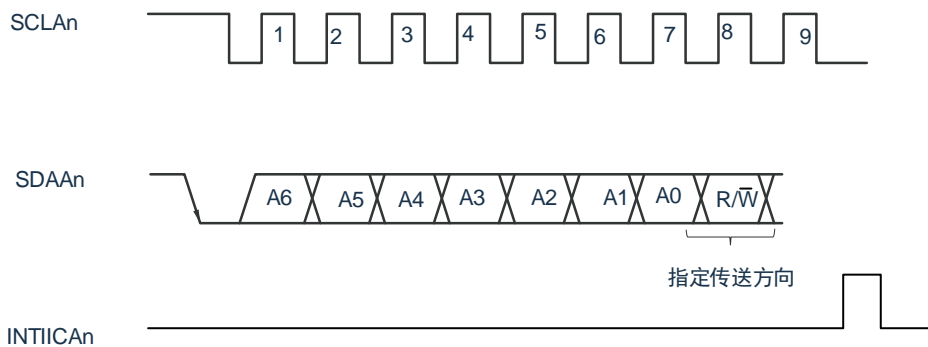 SCLAn
1 2 3 4 5 6 7 8 9
SDAAn
A6 A5 A4 A3 A2 A1 A0 R/W̅
指定传送方向
INTIICAn